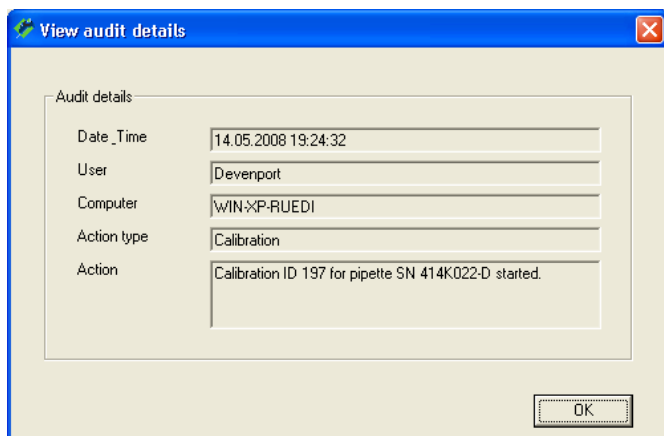 View audit details
Audit details
Date_Time 14.05.2008 19:24:32
User Devenport
Computer WIN-XP-RUEDI
Action type Calibration
Action Calibration ID 197 for pipette SN 414K022-D started.
OK